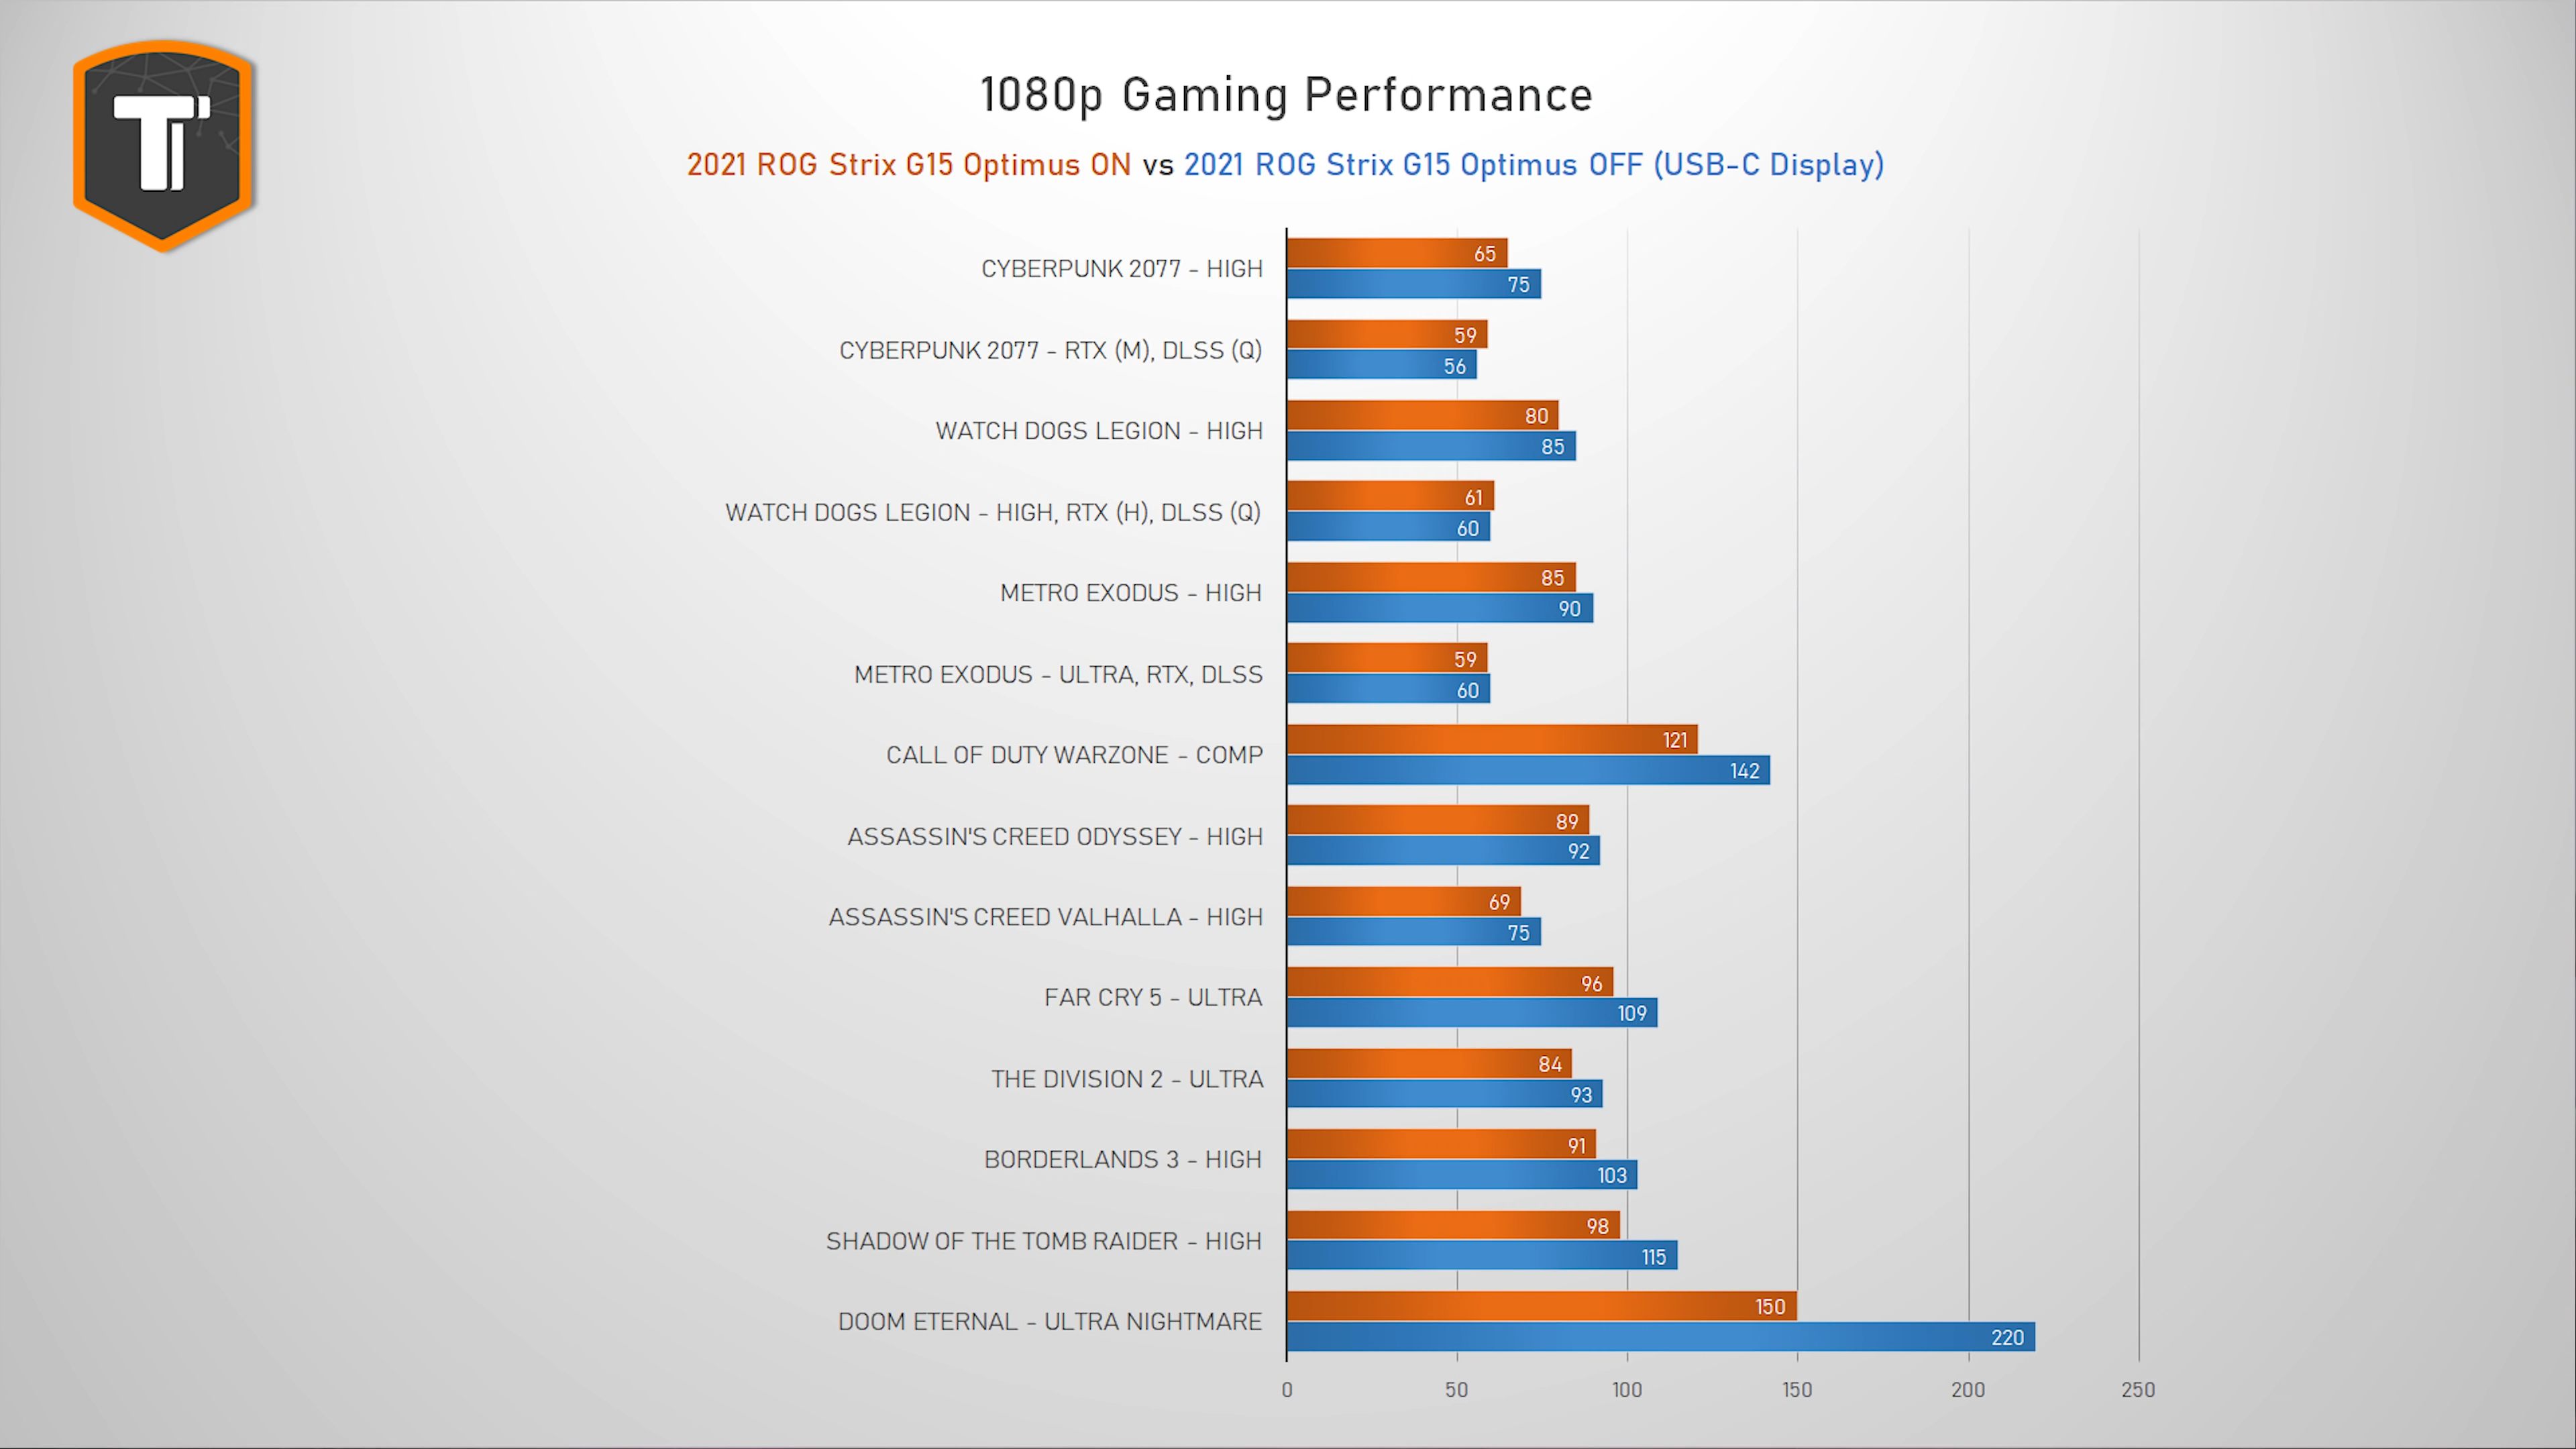 1080p Gaming Performance
2021 ROG Strix G15 Optimus ON vs 2021 ROG Strix G15 Optimus OFF (USB-C Display)
CYBERPUNK 2077 - HIGH
65
75
CYBERPUNK 2077 - RTX (M), DLSS (Q)
59
56
WATCH DOGS LEGION - HIGH
80
85
WATCH DOGS LEGION - HIGH, RTX (H), DLSS (Q)
61
60
METRO EXODUS - HIGH
85
90
METRO EXODUS - ULTRA, RTX, DLSS
59
60
CALL OF DUTY WARZONE - COMP
121
142
ASSASSIN'S CREED ODYSSEY - HIGH
89
92
ASSASSIN'S CREED VALHALLA - HIGH
69
75
FAR CRY 5 - ULTRA
96
109
THE DIVISION 2 - ULTRA
84
93
BORDERLANDS 3 - HIGH
91
103
SHADOW OF THE TOMB RAIDER - HIGH
98
115
DOOM ETERNAL - ULTRA NIGHTMARE
150
220
0 50 100 150 200 250